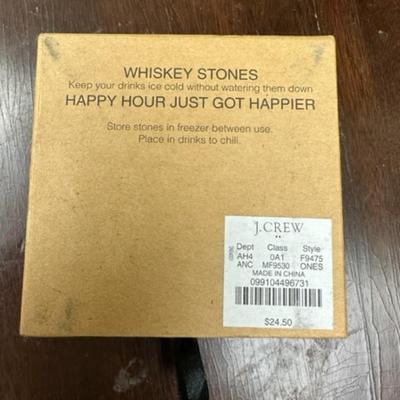 WHISKEY STONES
Keep your drinks ice cold without watering them down
HAPPY HOUR JUST GOT HAPPIER
Store stones in freezer between use.
Place in drinks to chill.
J.CREW
Dept Class Style
AH4 0A1 F9475
ANC MF9530 ONES
MADE IN CHINA
099104496731
$24.50